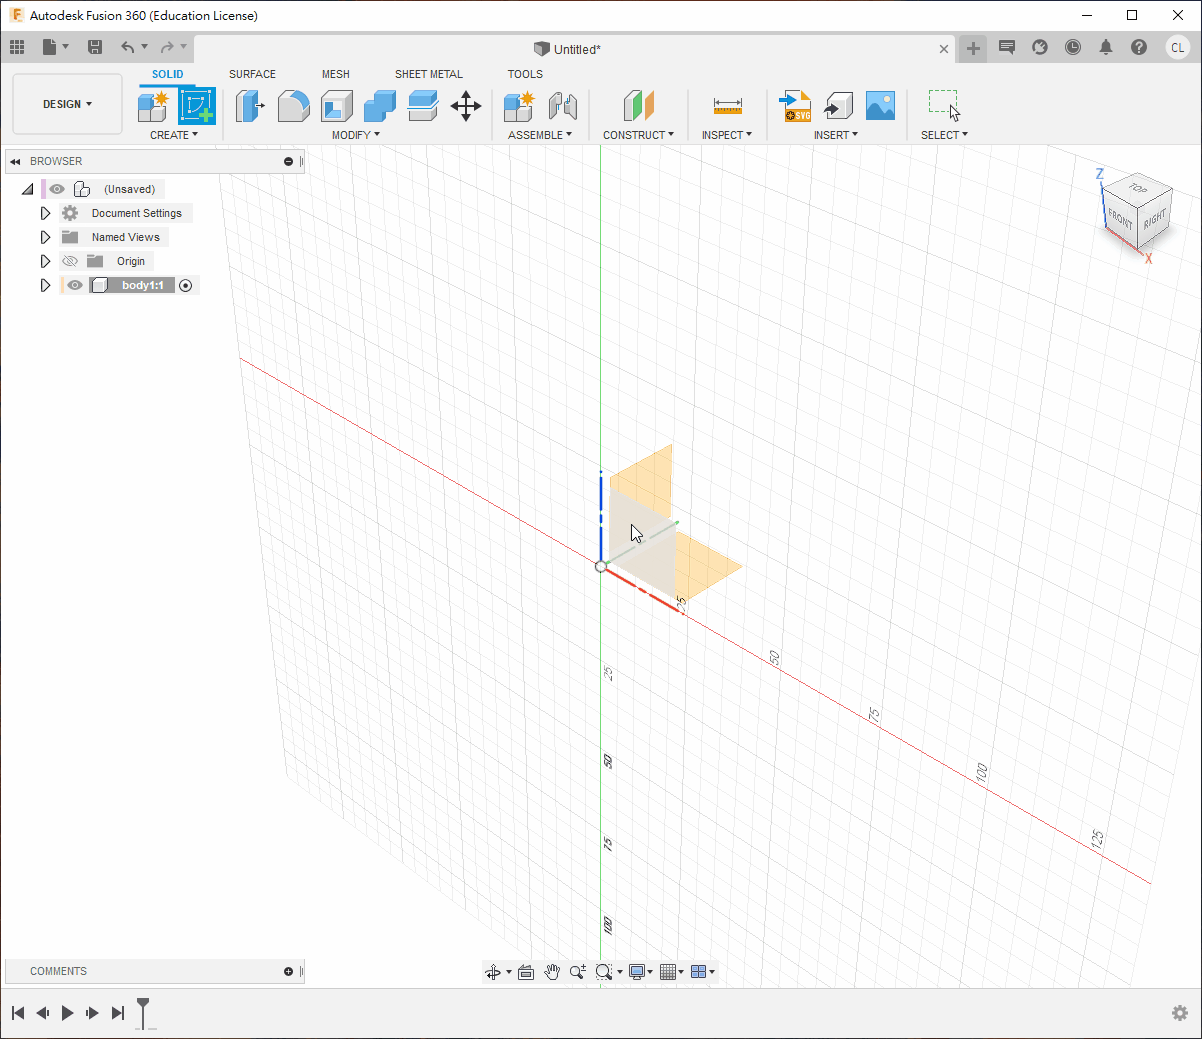 Autodesk Fusion 360 (Education License)
Untitled*
CL
DESIGN
SOLID
SURFACE
MESH
SHEET METAL
TOOLS
SVG
CREATE
MODIFY
ASSEMBLE
CONSTRUCT
INSPECT
INSERT
SELECT
BROWSER
(Unsaved)
Document Settings
Named Views
Origin
body1:1
Z
TOP
FRONT
RIGHT
X
25
50
75
100
125
25
50
75
100
COMMENTS